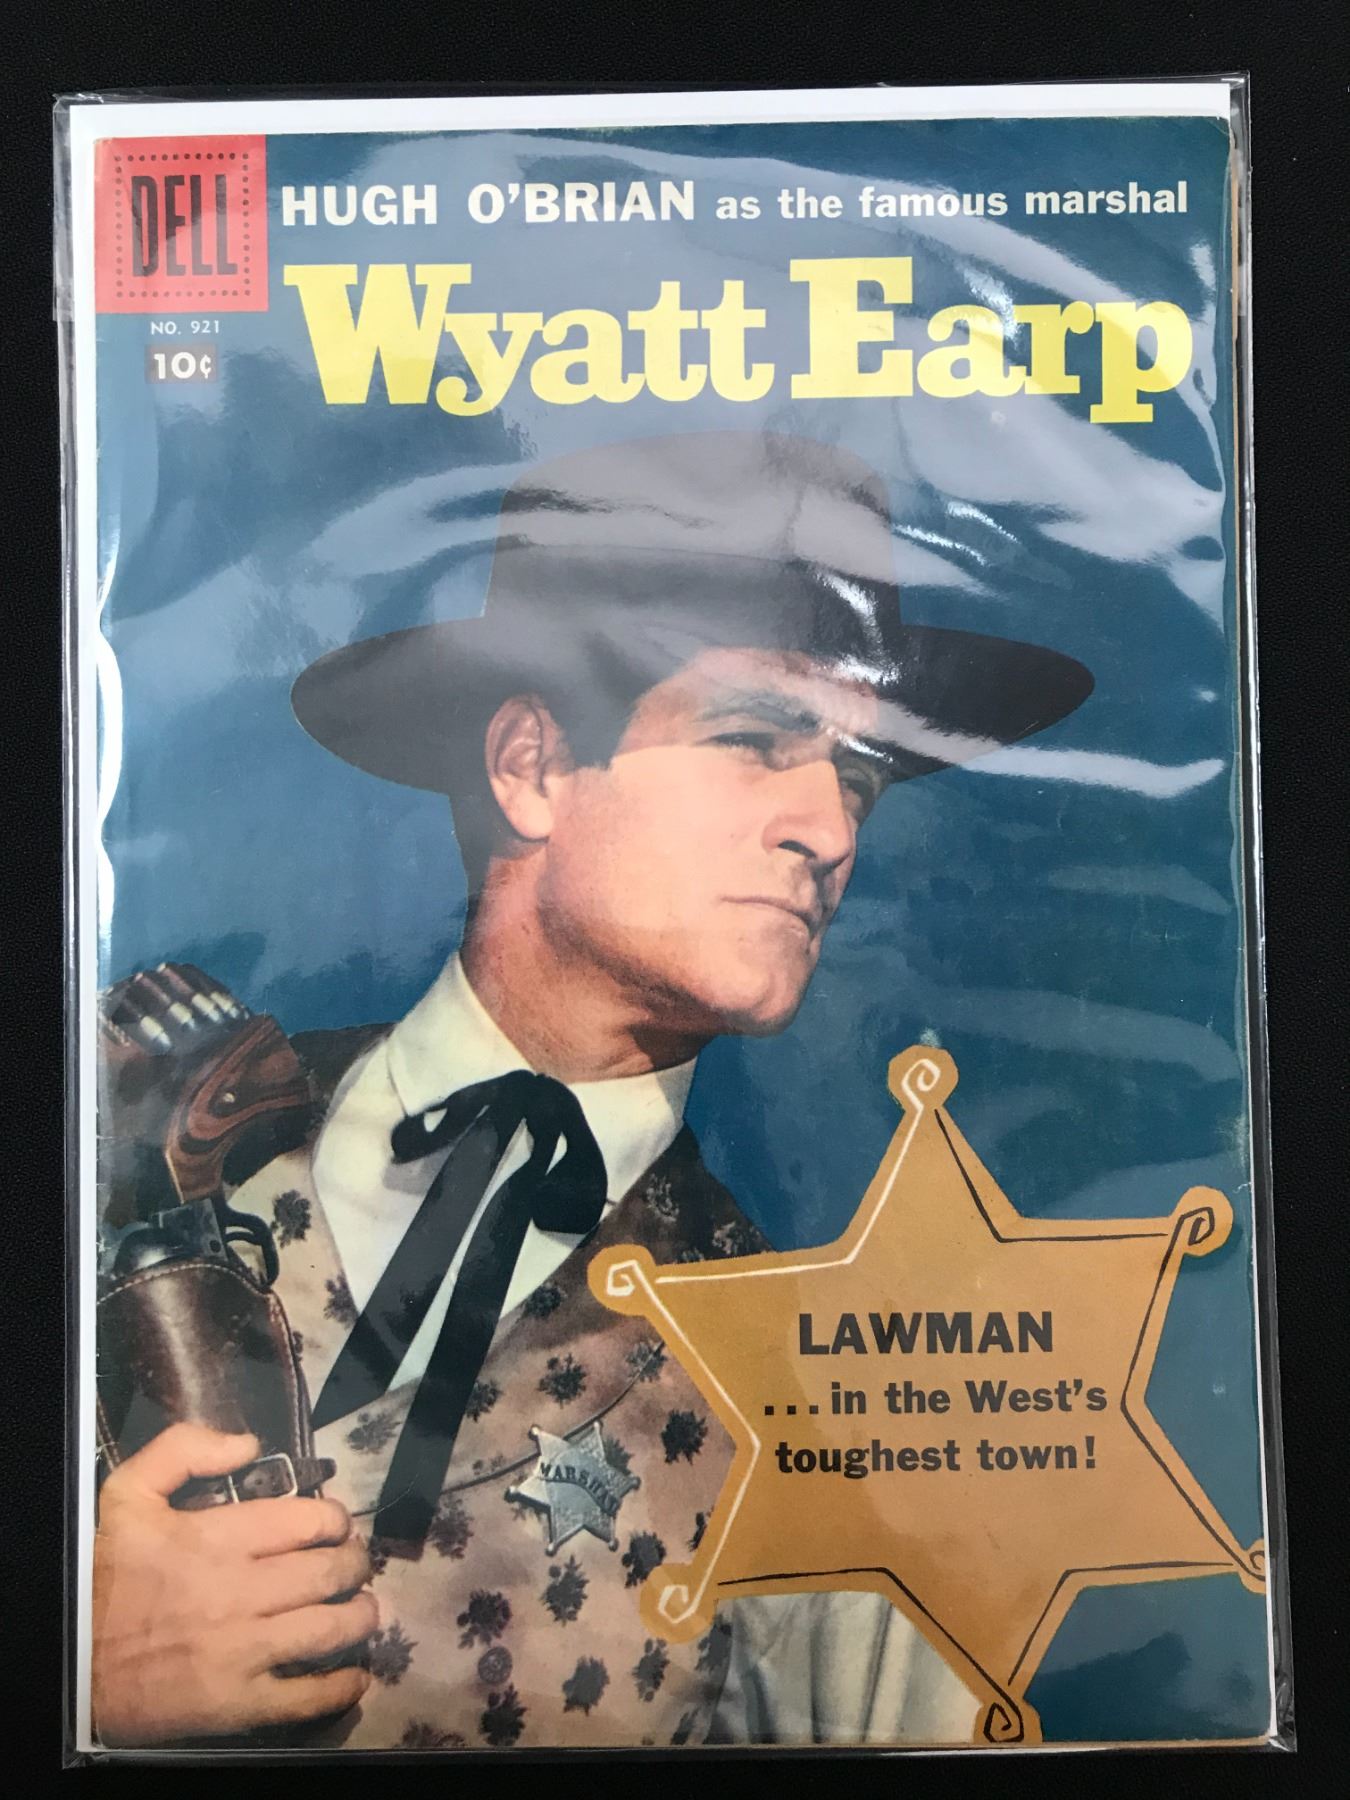 DELL
HUGH O'BRIAN as the famous marshal
Wyatt Earp
NO. 921
10¢
LAWMAN
...in the West's
toughest town!
MARSHAL